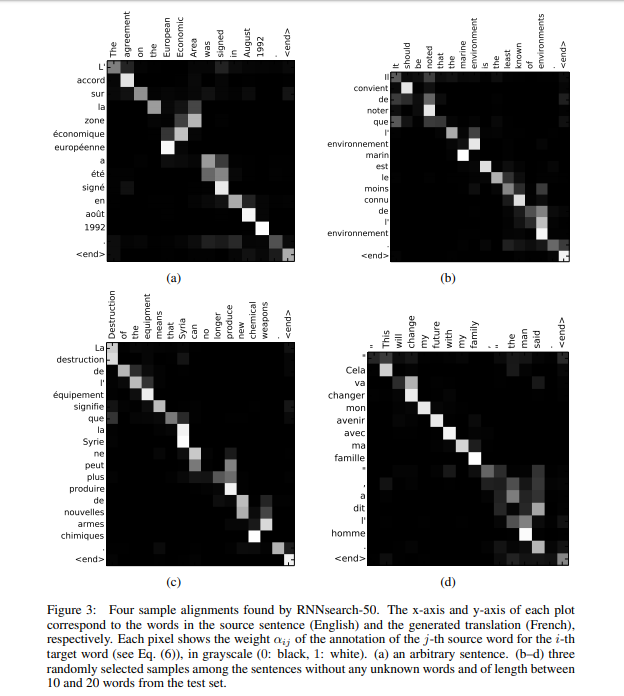 The agreement on the European Economic Area was signed in August 1992 . <end>
L'
accord
sur
la
zone
économique
européenne
a
été
signé
en
août
1992
.
<end>
(a)
It should be noted that the marine environment is the least known of environments . <end>
Il
convient
de
noter
que
l'
environnement
marin
est
le
moins
connu
de
l'
environnement
.
<end>
(b)
Destruction of the equipment means that Syria can no longer produce new chemical weapons . <end>
La
destruction
de
l'
équipement
signifie
que
la
Syrie
ne
peut
plus
produire
de
nouvelles
armes
chimiques
.
<end>
(c)
" This will change my future with my family , " the man said . <end>
"
Cela
va
changer
mon
avenir
avec
ma
famille
"
,
a
dit
l'
homme
.
<end>
(d)
Figure 3: Four sample alignments found by RNNsearch-50. The x-axis and y-axis of each plot
correspond to the words in the source sentence (English) and the generated translation (French),
respectively. Each pixel shows the weight αij of the annotation of the j-th source word for the i-th
target word (see Eq. (6)), in grayscale (0: black, 1: white). (a) an arbitrary sentence. (b–d) three
randomly selected samples among the sentences without any unknown words and of length between
10 and 20 words from the test set.